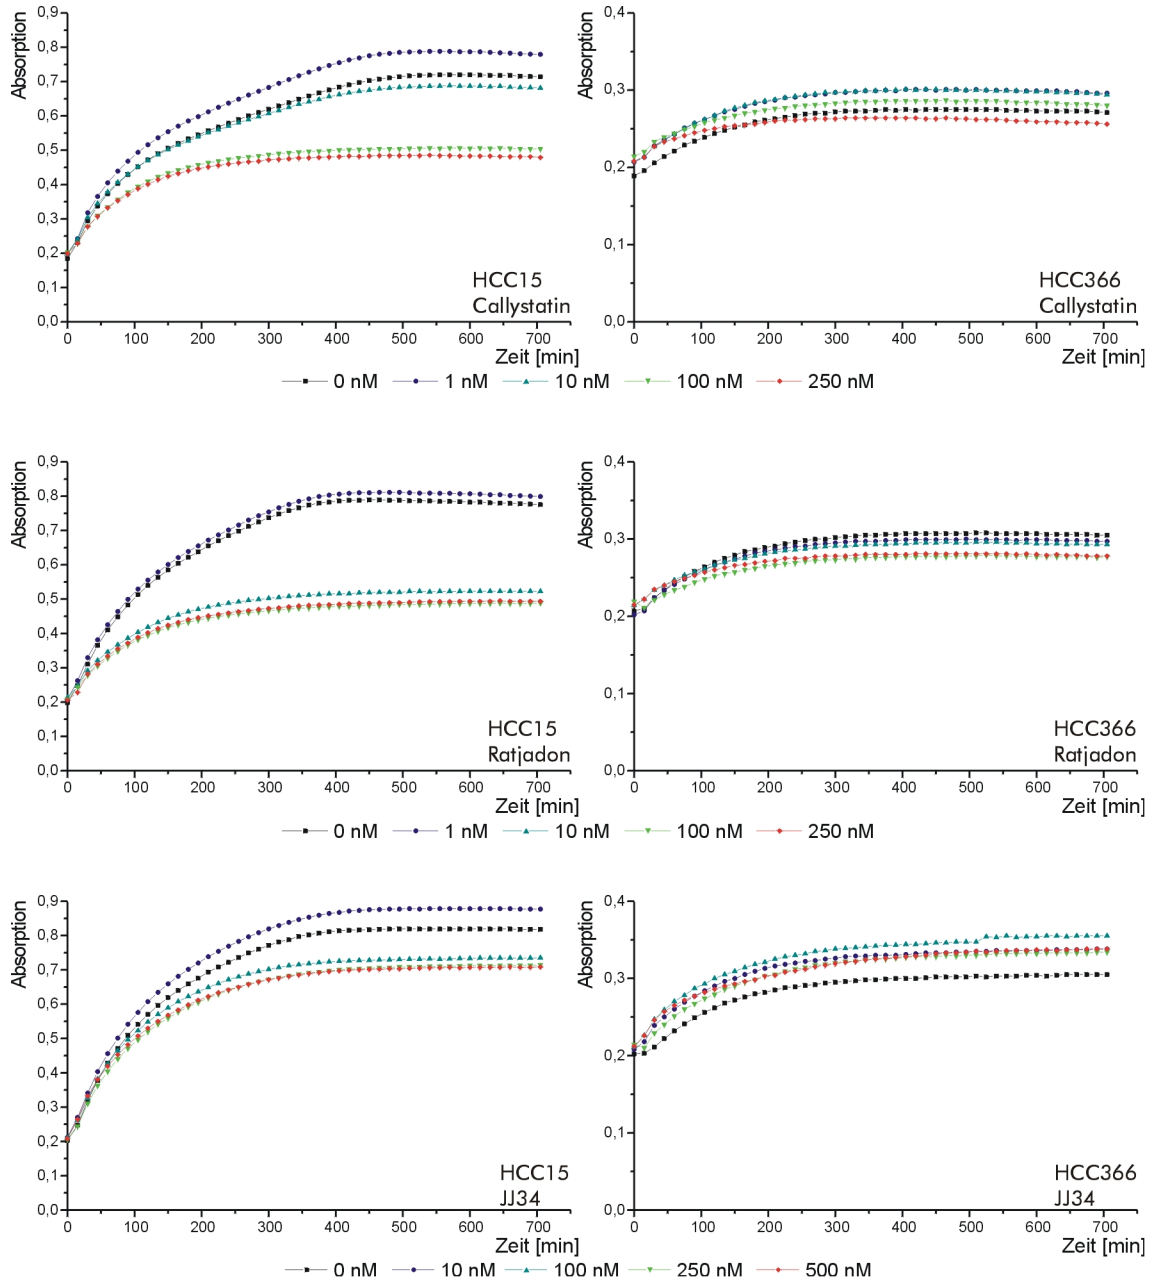 Absorption
0,9
0,8
0,7
0,6
0,5
0,4
0,3
0,2
0,1
0,0
0 100 200 300 400 500 600 700
Zeit [min]
HCC15
Callystatin
Absorption
0,4
0,3
0,2
0,1
0,0
0 100 200 300 400 500 600 700
Zeit [min]
HCC366
Callystatin
0 nM 1 nM 10 nM 100 nM 250 nM
Absorption
0,9
0,8
0,7
0,6
0,5
0,4
0,3
0,2
0,1
0,0
0 100 200 300 400 500 600 700
Zeit [min]
HCC15
Ratjadon
Absorption
0,4
0,3
0,2
0,1
0,0
0 100 200 300 400 500 600 700
Zeit [min]
HCC366
Ratjadon
0 nM 1 nM 10 nM 100 nM 250 nM
Absorption
0,9
0,8
0,7
0,6
0,5
0,4
0,3
0,2
0,1
0,0
0 100 200 300 400 500 600 700
Zeit [min]
HCC15
JJ34
Absorption
0,4
0,3
0,2
0,1
0,0
0 100 200 300 400 500 600 700
Zeit [min]
HCC366
JJ34
0 nM 10 nM 100 nM 250 nM 500 nM